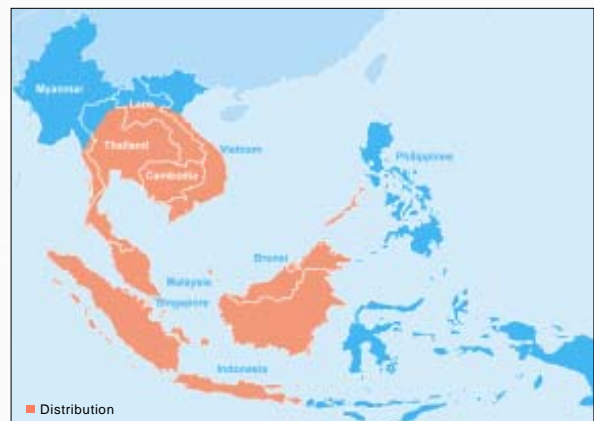 Myanmar
Laos
Thailand
Vietnam
Cambodia
Philippines
Brunei
Malaysia
Singapore
Indonesia
Distribution